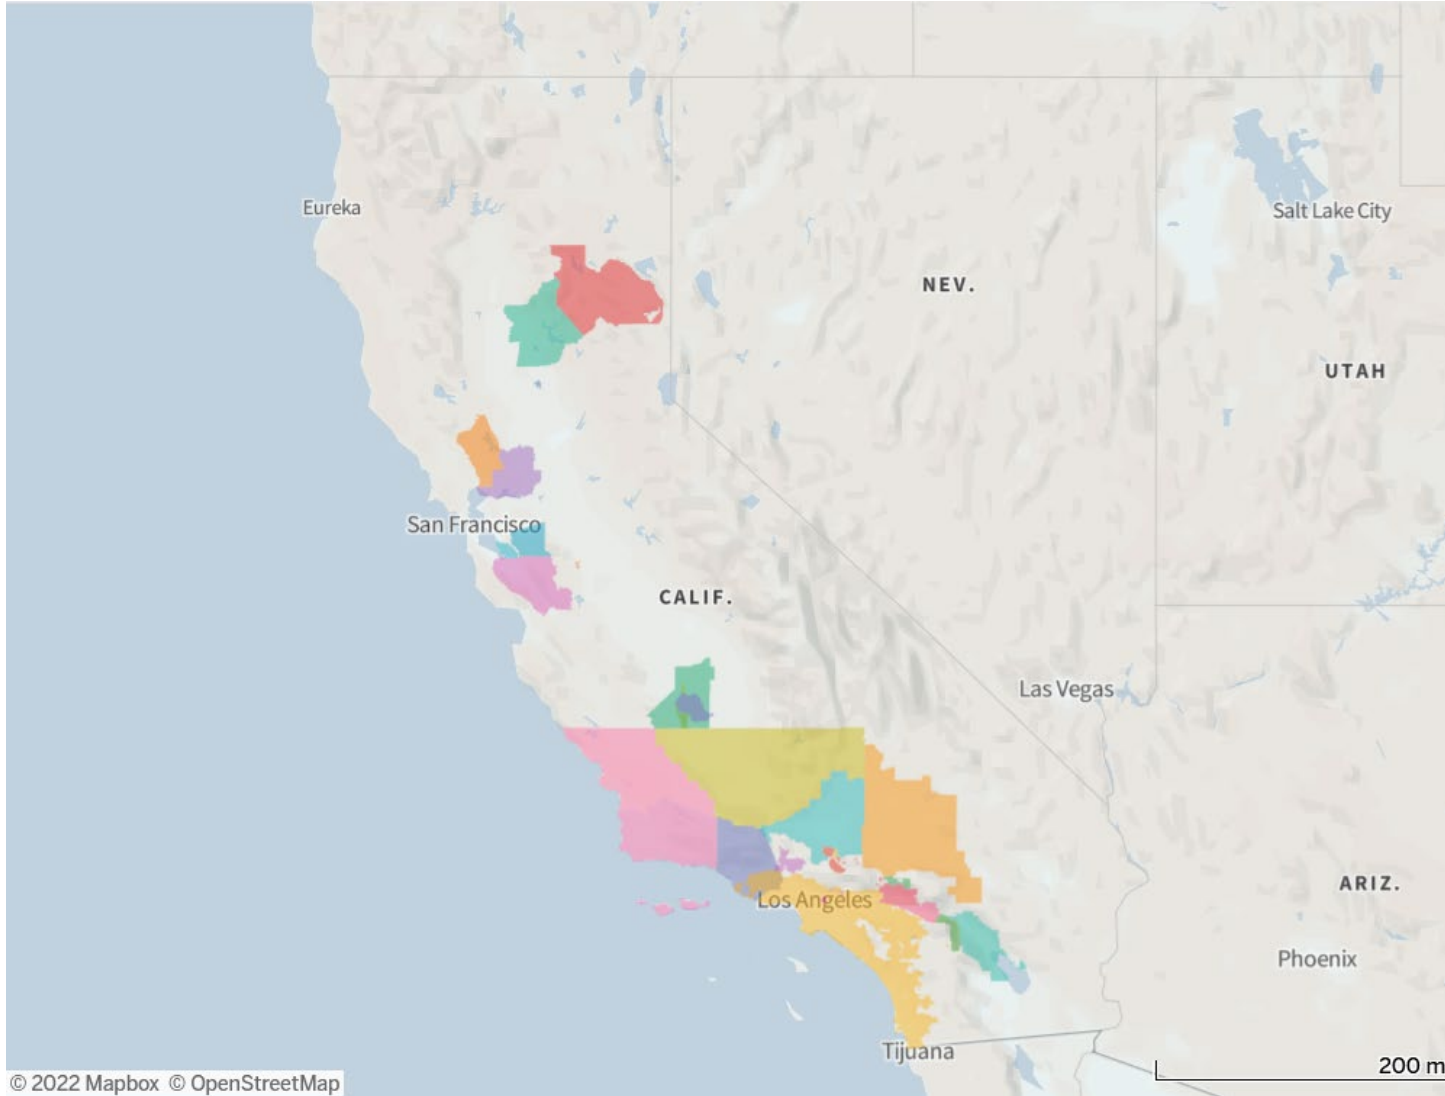 Eureka
Salt Lake City
NEV.
UTAH
San Francisco
CALIF.
Las Vegas
ARIZ.
Los Angeles
Phoenix
Tijuana
200 m
© 2022 Mapbox © OpenStreetMap